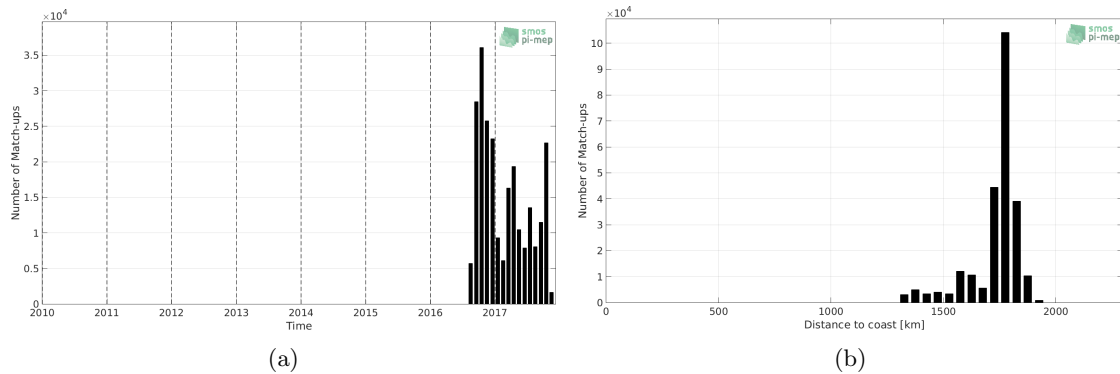 ×10⁴
smos
pi-mep
3.5
3
2.5
2
1.5
1
0.5
0
Number of Match-ups
2010 2011 2012 2013 2014 2015 2016 2017
Time
(a)
×10⁴
smos
pi-mep
10
9
8
7
6
5
4
3
2
1
0
Number of Match-ups
0 500 1000 1500 2000
Distance to coast [km]
(b)